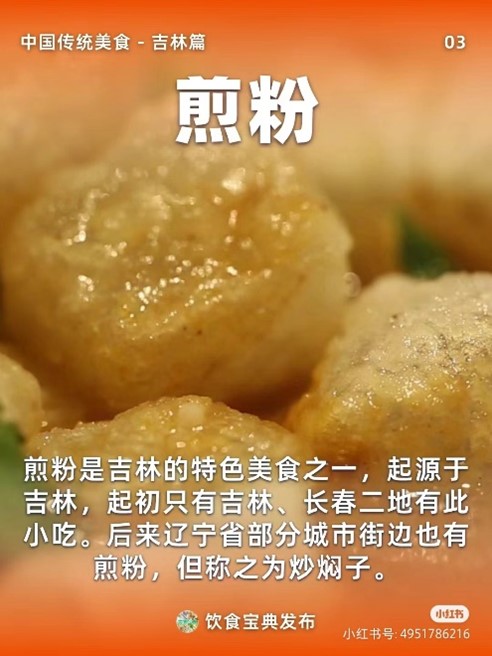 中国传统美食 - 吉林篇
03
煎粉
煎粉是吉林的特色美食之一，起源于
吉林，起初只有吉林、长春二地有此
小吃。后来辽宁省部分城市街边也有
煎粉，但称之为炒焖子。
饮食宝典发布
小红书
小红书号: 4951786216